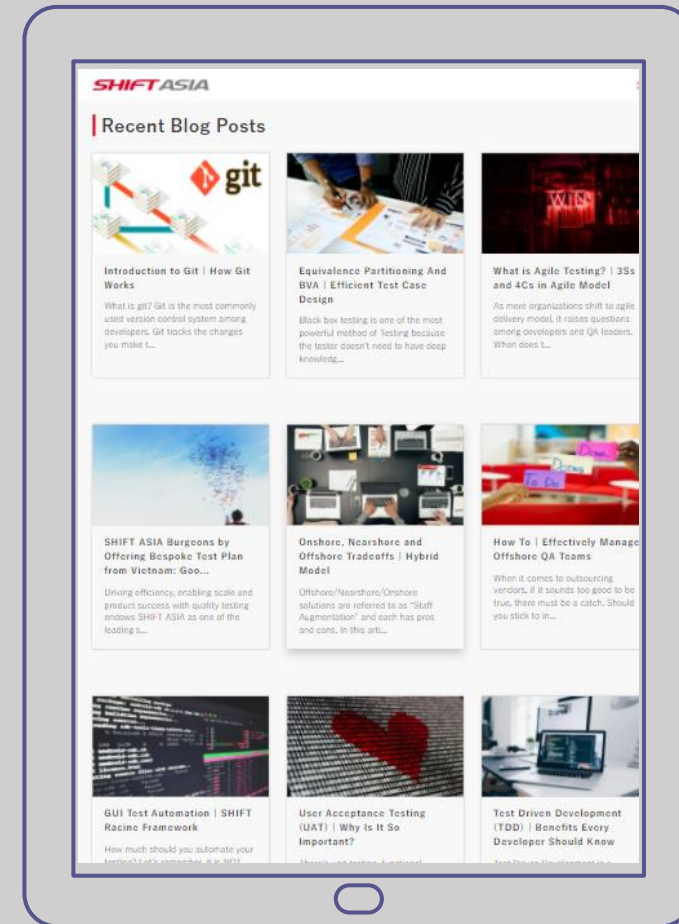 SHIFT ASIA
Recent Blog Posts
git
Introduction to Git | How Git
Works
What is git? Git is the most commonly
used version control system among
developers. Git tracks the changes
you make t...
Equivalence Partitioning And
BVA | Efficient Test Case
Design
Black box testing is one of the most
powerful method of Testing because
the tester doesn't need to have deep
knowledg...
WIN
What is Agile Testing? | 3Ss
and 4Cs in Agile Model
As more organizations shift to agile
delivery model, it raises questions
among developers and QA leaders.
When does t...
SHIFT ASIA Burgeons by
Offering Bespoke Test Plan
from Vietnam: Goo...
Driving efficiency, enabling scale and
product success with quality testing
endows SHIFT ASIA as one of the
leading s...
Onshore, Nearshore and
Offshore Tradeoffs | Hybrid
Model
Offshore/Nearshore/Onshore
solutions are referred to as "Staff
Augmentation" and each has pros
and cons. In this arti...
Done
Doing
To Do
How To | Effectively Manage
Offshore QA Teams
When it comes to outsourcing
vendors, if it sounds too good to be
true, there must be a catch. Should
you stick to in...
GUI Test Automation | SHIFT
Racine Framework
How much should you automate your
testing? Let's remember, it is NOT
User Acceptance Testing
(UAT) | Why Is It So
Important?
Test Driven Development
(TDD) | Benefits Every
Developer Should Know